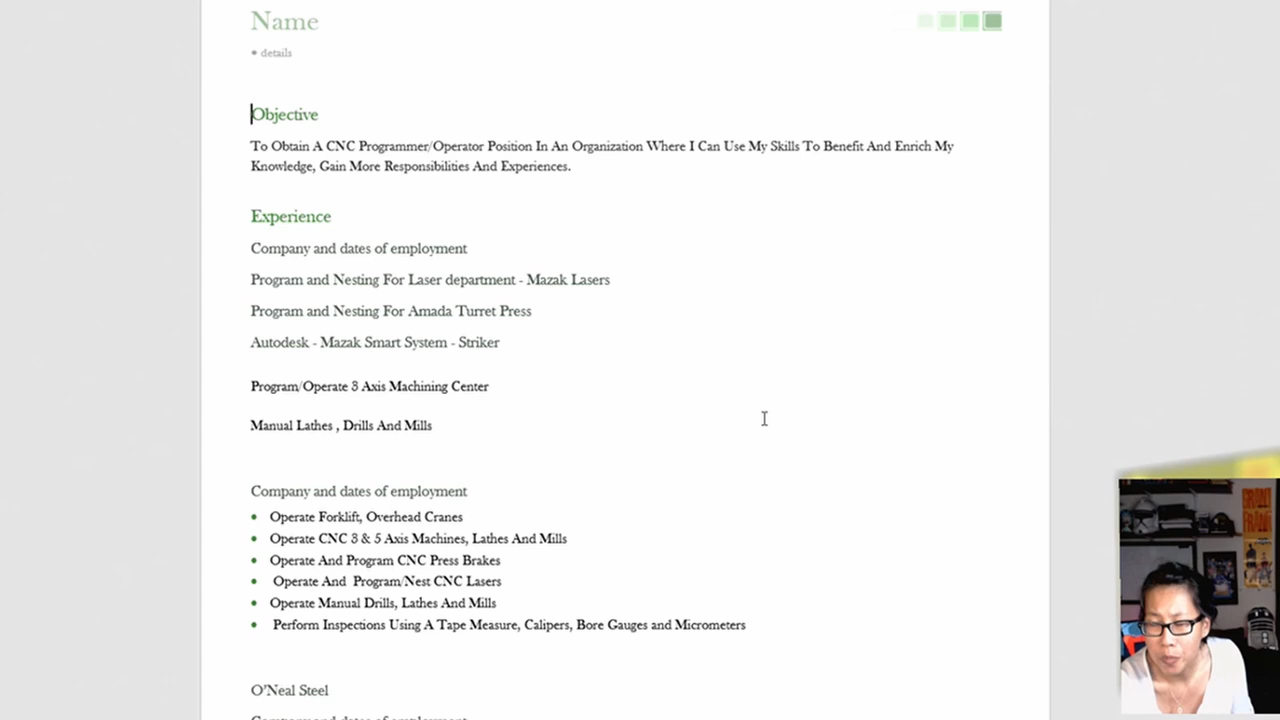 Name
• details
Objective
To Obtain A CNC Programmer/Operator Position In An Organization Where I Can Use My Skills To Benefit And Enrich My
Knowledge, Gain More Responsibilities And Experiences.
Experience
Company and dates of employment
Program and Nesting For Laser department - Mazak Lasers
Program and Nesting For Amada Turret Press
Autodesk - Mazak Smart System - Striker
Program/Operate 3 Axis Machining Center
Manual Lathes , Drills And Mills
Company and dates of employment
• Operate Forklift, Overhead Cranes
• Operate CNC 3 & 5 Axis Machines, Lathes And Mills
• Operate And Program CNC Press Brakes
• Operate And Program/Nest CNC Lasers
• Operate Manual Drills, Lathes And Mills
• Perform Inspections Using A Tape Measure, Calipers, Bore Gauges and Micrometers
O'Neal Steel
Company and dates of employment